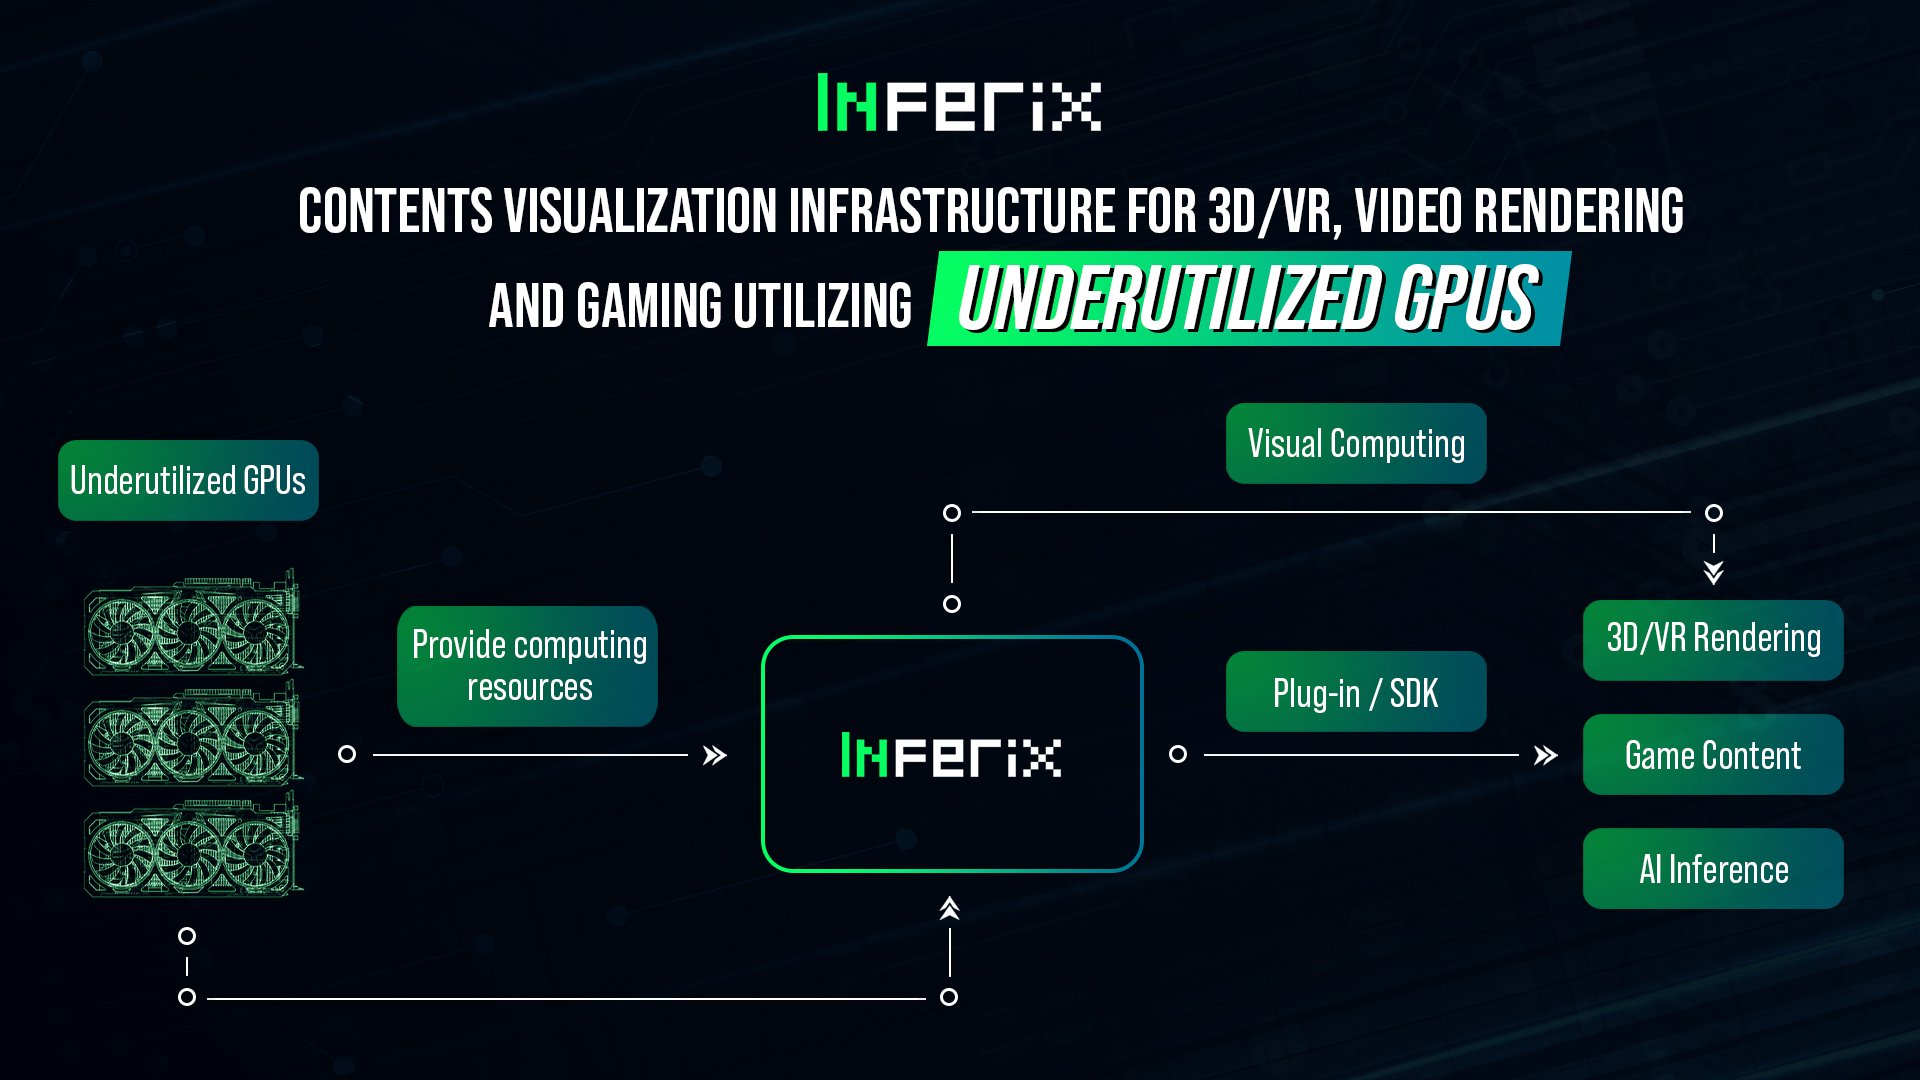 INFERIX
CONTENTS VISUALIZATION INFRASTRUCTURE FOR 3D/VR, VIDEO RENDERING
AND GAMING UTILIZING UNDERUTILIZED GPUS
Underutilized GPUs
Provide computing
resources
INFERIX
Visual Computing
Plug-in / SDK
3D/VR Rendering
Game Content
AI Inference